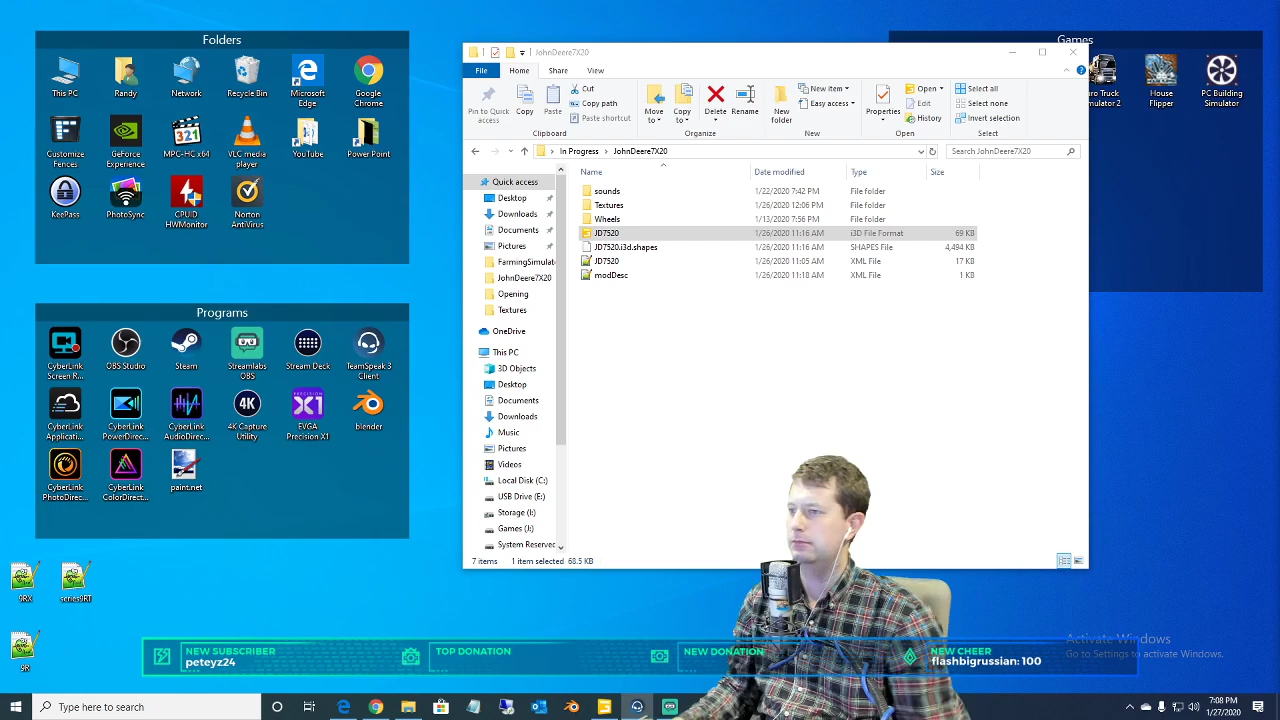 Folders
This PC
Randy
Network
Recycle Bin
Microsoft Edge
Google Chrome
Customize Fences
GeForce Experience
MPC-HC x64
VLC media player
YouTube
Power Point
KeePass
PhotoSync
CPUID HWMonitor
Norton AntiVirus
Programs
CyberLink Screen R...
OBS Studio
Steam
Streamlabs OBS
Stream Deck
TeamSpeak 3 Client
CyberLink Applicati...
CyberLink PowerDirec...
CyberLink AudioDirec...
4K
4K Capture Utility
PRECISION X1
EVGA Precision X1
blender
CyberLink PhotoDirec...
CyberLink ColorDirect...
paint.net
9RX
series9RT
9R
JohnDeere7X20
File
Home
Share
View
Pin to Quick access
Copy
Paste
Cut
Copy path
Paste shortcut
Clipboard
Move to
Copy to
Delete
Rename
Organize
New folder
New item
Easy access
New
Properties
Open
Edit
History
Open
Select all
Select none
Invert selection
Select
In Progress > JohnDeere7X20
Search JohnDeere7X20
Name Date modified Type Size
sounds 1/22/2020 7:42 PM File folder
Textures 1/26/2020 12:06 PM File folder
Wheels 1/13/2020 7:56 PM File folder
JD7520 1/26/2020 11:16 AM i3D File Format 69 KB
JD7520.i3d.shapes 1/26/2020 11:16 AM SHAPES File 4,494 KB
JD7520 1/26/2020 11:05 AM XML File 17 KB
modDesc 1/26/2020 11:18 AM XML File 1 KB
Quick access
Desktop
Downloads
Documents
Pictures
FarmingSimulat
JohnDeere7X20
Opening
Textures
OneDrive
This PC
3D Objects
Desktop
Documents
Downloads
Music
Pictures
Videos
Local Disk (C:)
USB Drive (E:)
Storage (I:)
Games (J:)
System Reserved
7 items
1 item selected 68.5 KB
Games
ro Truck
mulator 2
House Flipper
PC Building Simulator
NEW SUBSCRIBER
peteyz24
TOP DONATION
NEW DONATION
NEW CHEER
flashbigrussian: 100
Activate Windows
Go to Settings to activate Windows.
Type here to search
7:08 PM
1/27/2020